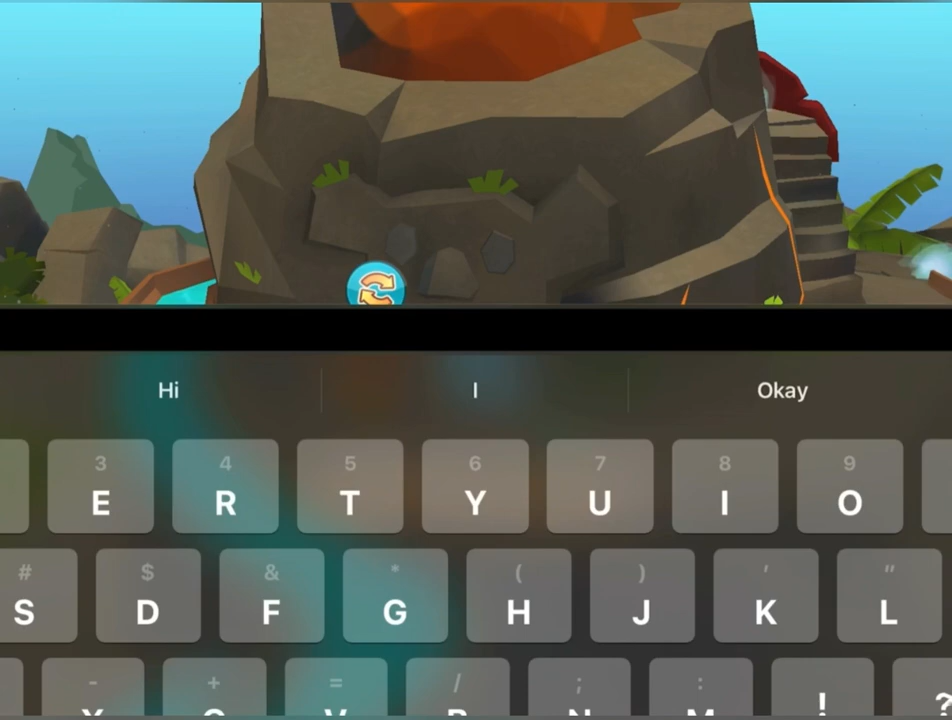 Hi I Okay
3 4 5 6 7 8 9
E R T Y U I O
# $ & * ( ) ' "
S D F G H J K L
- + = / ; : ! ?